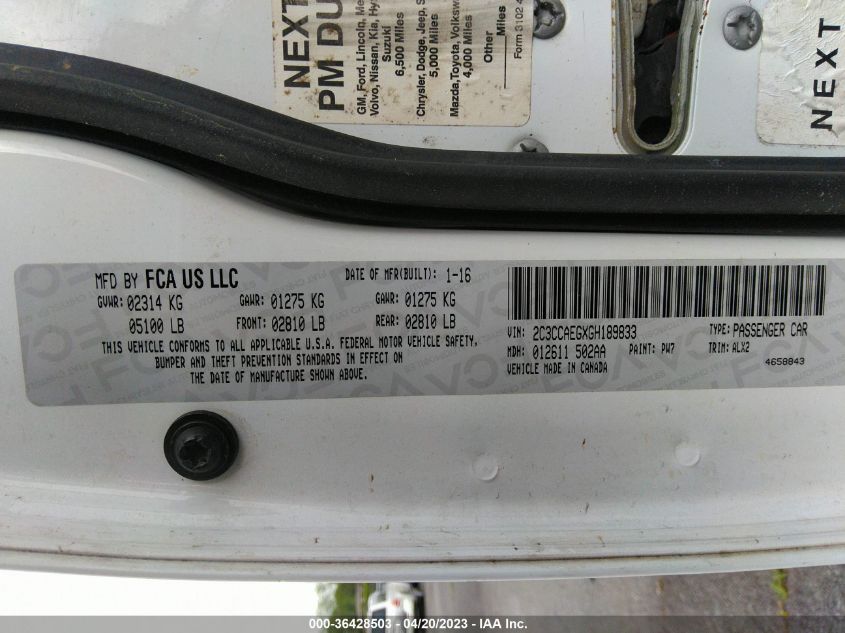 NEXT
PM DU
GM, Ford, Lincoln, Me
Volvo, Nissan, Kia, Hy
Suzuki
6,500 Miles
Chrysler, Dodge, Jeep, S
5,000 Miles
Mazda,Toyota, Volksw
4,000 Miles
Other
Miles
Form 3102 4
NEXT
MFD BY FCA US LLC
DATE OF MFR(BUILT): 1-16
GVWR: 02314 KG GAWR: 01275 KG GAWR: 01275 KG
05100 LB FRONT: 02810 LB REAR: 02810 LB
THIS VEHICLE CONFORMS TO ALL APPLICABLE U.S.A. FEDERAL MOTOR VEHICLE SAFETY,
BUMPER AND THEFT PREVENTION STANDARDS IN EFFECT ON
THE DATE OF MANUFACTURE SHOWN ABOVE.
VIN: 2C3CCAEGXGH189833 TYPE: PASSENGER CAR
MDH: 012611 502AA PAINT: PW7 TRIM: ALX2
VEHICLE MADE IN CANADA 4658843
000-36428503 - 04/20/2023 - IAA Inc.